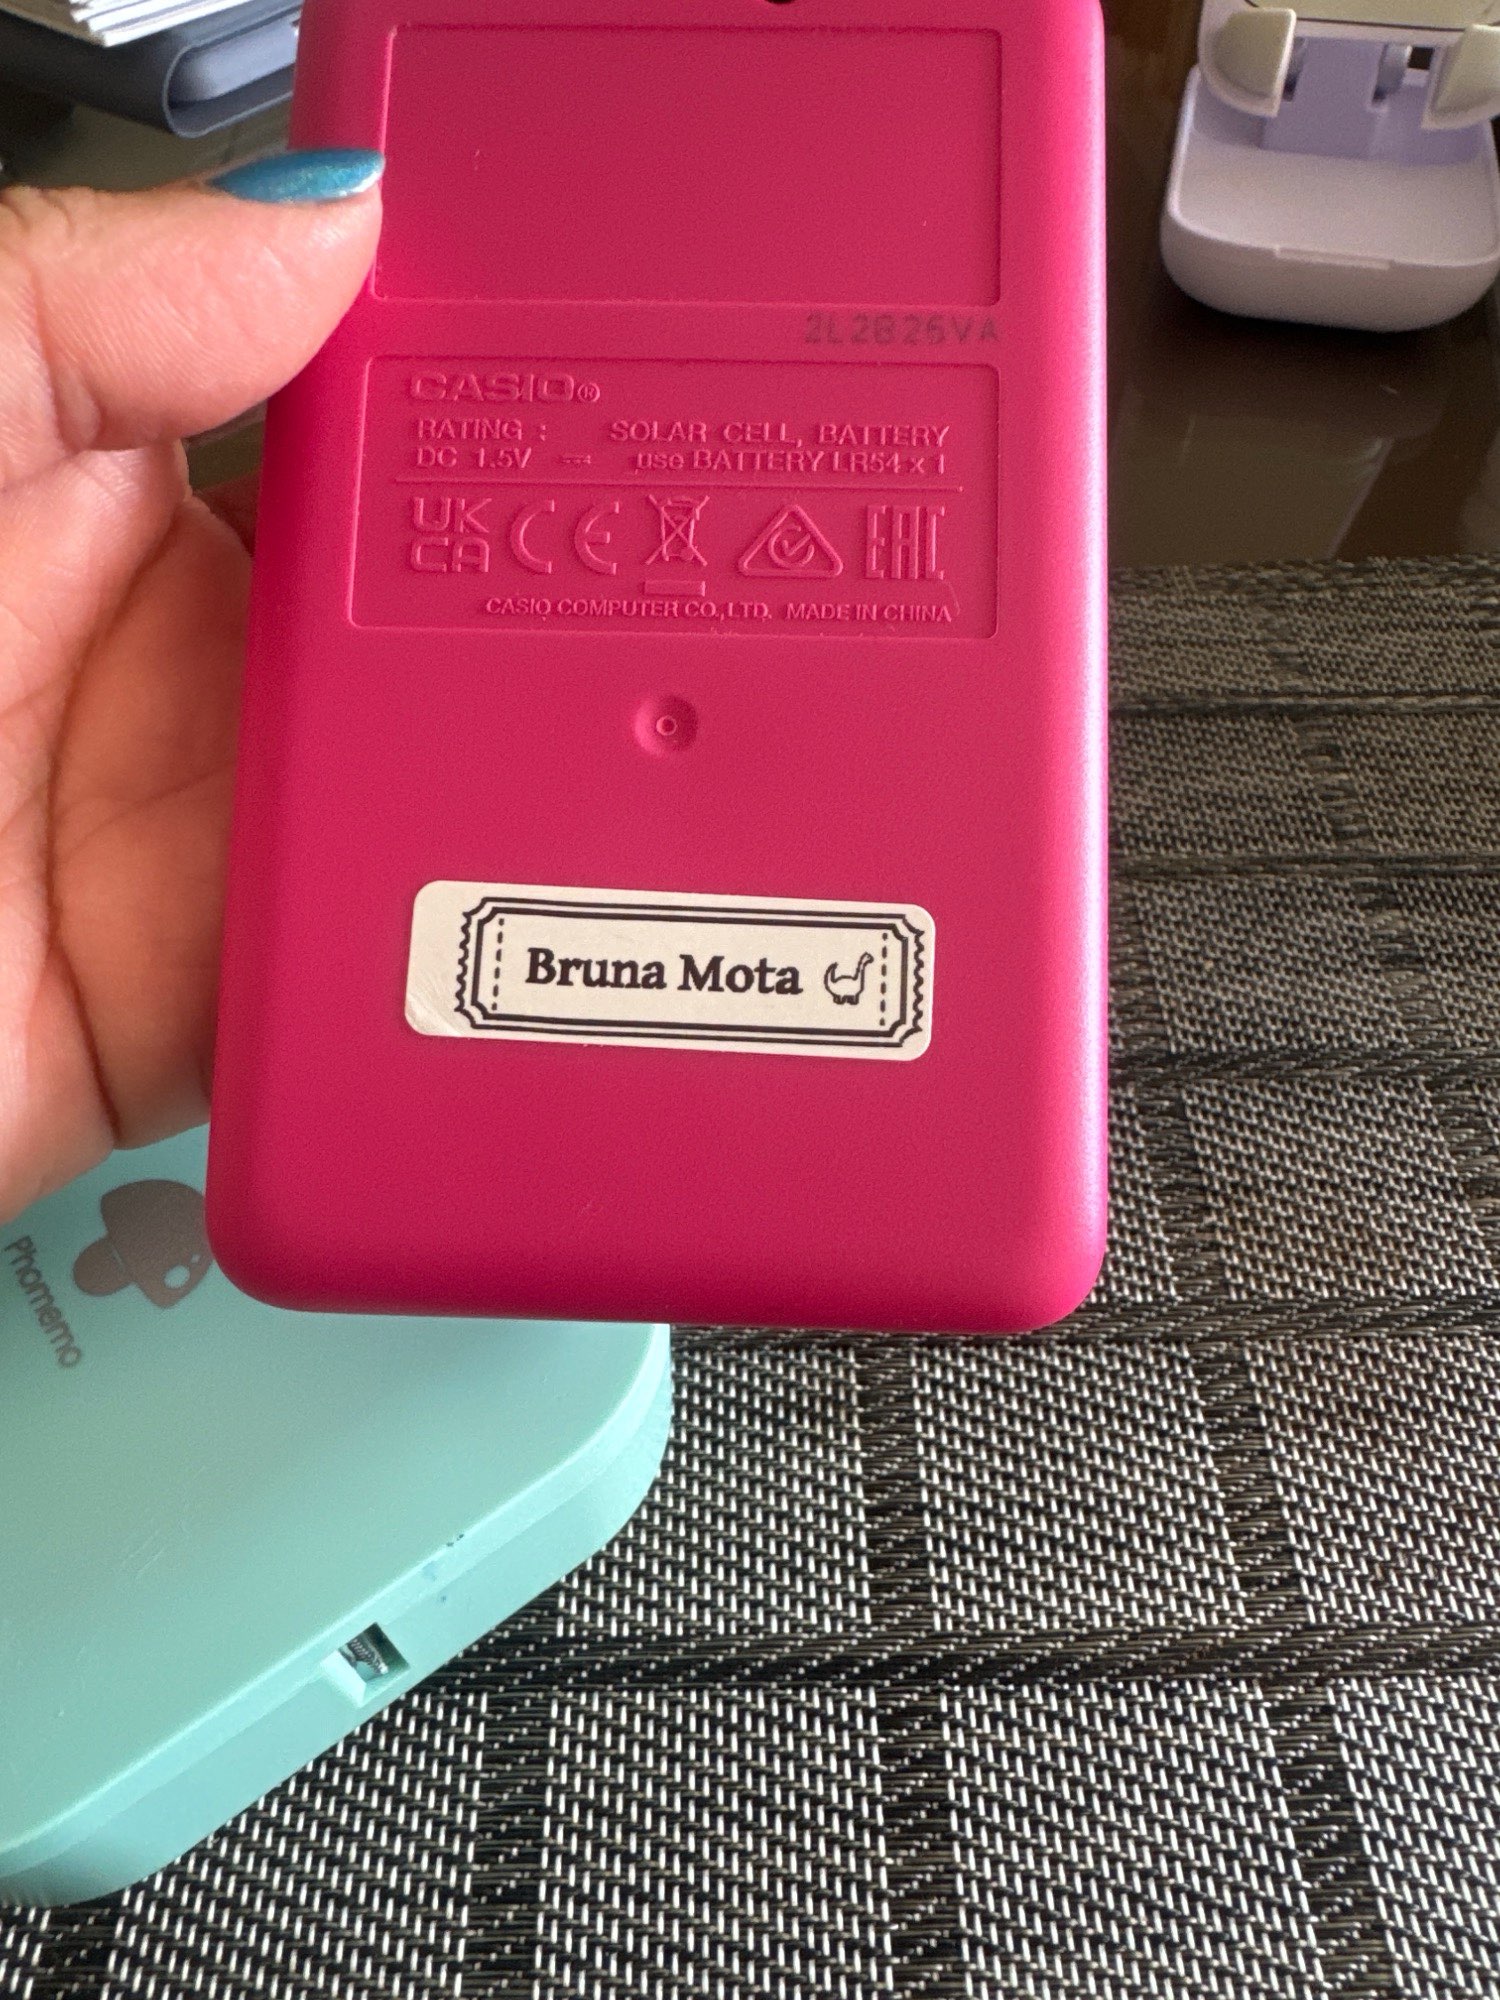 2L2B26VA
CASIO®
RATING : SOLAR CELL, BATTERY
DC 1.5V ⎓ use BATTERY LR54 x 1
UK
CA CE EAC
CASIO COMPUTER CO., LTD. MADE IN CHINA
Bruna Mota
Phomemo